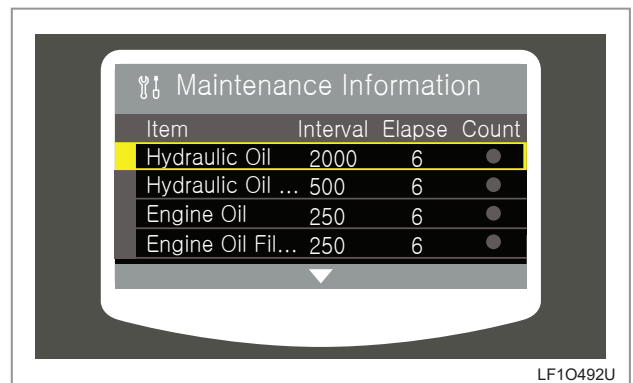 Maintenance Information
Item Interval Elapse Count
Hydraulic Oil 2000 6
Hydraulic Oil ... 500 6
Engine Oil 250 6
Engine Oil Fil... 250 6
LF1O492U